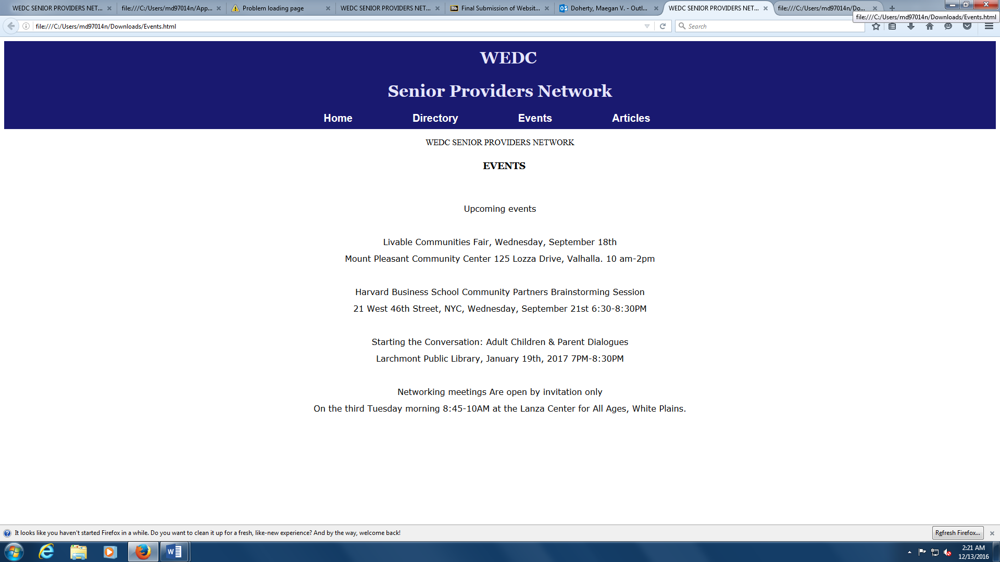 WEDC SENIOR PROVIDERS NET...
file:///C:/Users/md97014n/App...
Problem loading page
WEDC SENIOR PROVIDERS NET...
Bb Final Submission of Websit...
Doherty, Maegan V. - Outl...
WEDC SENIOR PROVIDERS NET...
file:///C:/Users/md97014n/Do...
file:///C:/Users/md97014n/Downloads/Events.html
Search
file:///C:/Users/md97014n/Downloads/Events.html
WEDC
Senior Providers Network
Home Directory Events Articles
WEDC SENIOR PROVIDERS NETWORK
EVENTS
Upcoming events
Livable Communities Fair, Wednesday, September 18th
Mount Pleasant Community Center 125 Lozza Drive, Valhalla. 10 am-2pm
Harvard Business School Community Partners Brainstorming Session
21 West 46th Street, NYC, Wednesday, September 21st 6:30-8:30PM
Starting the Conversation: Adult Children & Parent Dialogues
Larchmont Public Library, January 19th, 2017 7PM-8:30PM
Networking meetings Are open by invitation only
On the third Tuesday morning 8:45-10AM at the Lanza Center for All Ages, White Plains.
It looks like you haven't started Firefox in a while. Do you want to clean it up for a fresh, like-new experience? And by the way, welcome back!
Refresh Firefox...
2:21 AM
12/13/2016